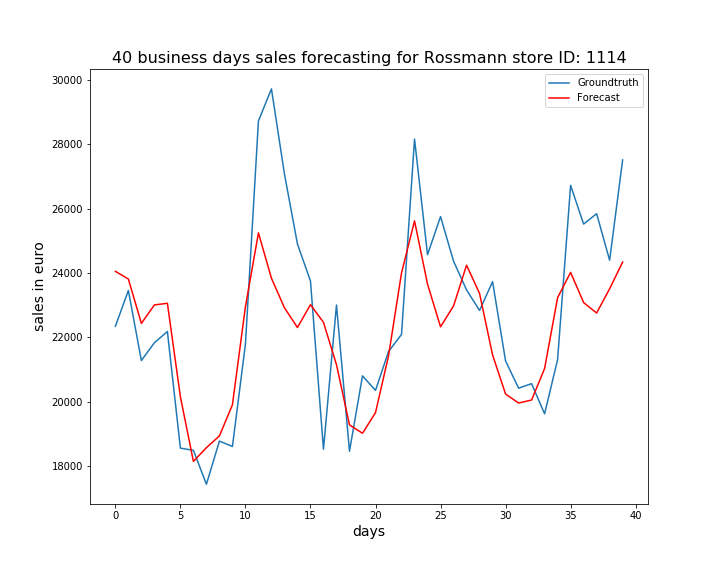 40 business days sales forecasting for Rossmann store ID: 1114
Groundtruth
Forecast
sales in euro
30000
28000
26000
24000
22000
20000
18000
0 5 10 15 20 25 30 35 40
days